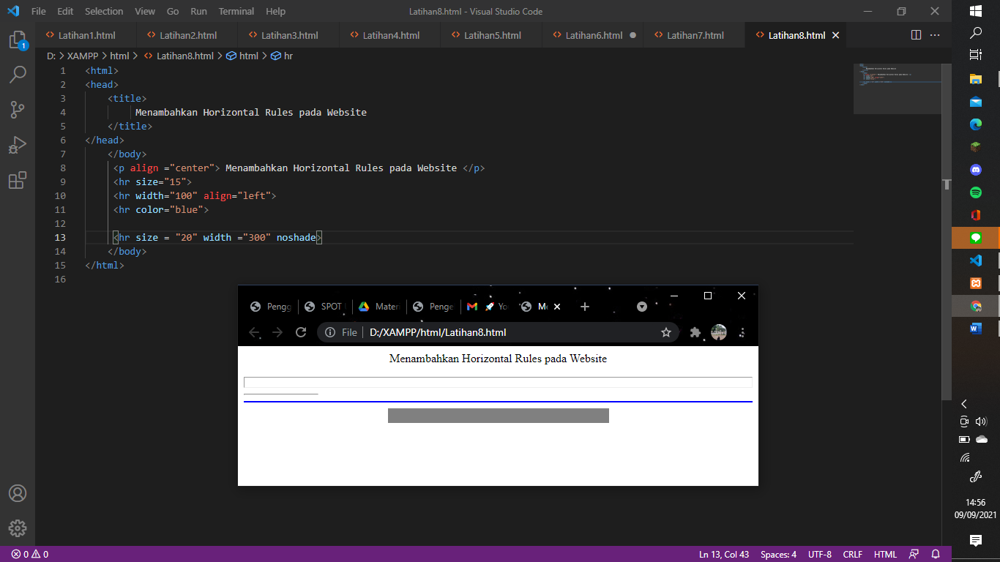 File Edit Selection View Go Run Terminal Help Latihan8.html - Visual Studio Code
Latihan1.html Latihan2.html Latihan3.html Latihan4.html Latihan5.html Latihan6.html Latihan7.html Latihan8.html
D: > XAMPP > html > Latihan8.html > html > hr
1 <html>
2 <head>
3 <title>
4 Menambahkan Horizontal Rules pada Website
5 </title>
6 </head>
7 </body>
8 <p align ="center"> Menambahkan Horizontal Rules pada Website </p>
9 <hr size="15">
10 <hr width="100" align="left">
11 <hr color="blue">
12
13 <hr size = "20" width ="300" noshade>
14 </body>
15 </html>
16
1
Pengg SPOT Mater Penge Yo Me
File D:/XAMPP/html/Latihan8.html
Menambahkan Horizontal Rules pada Website
14:56
09/09/2021
0 0 Ln 13, Col 43 Spaces: 4 UTF-8 CRLF HTML